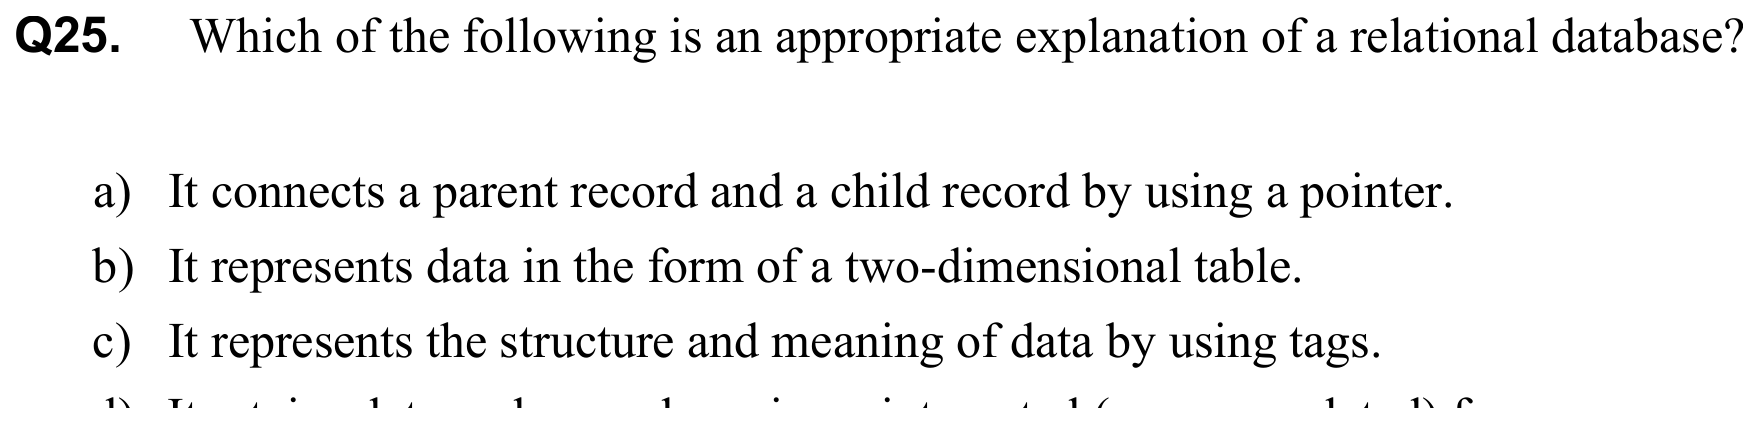 Q25. Which of the following is an appropriate explanation of a relational database?
a) It connects a parent record and a child record by using a pointer.
b) It represents data in the form of a two-dimensional table.
c) It represents the structure and meaning of data by using tags.